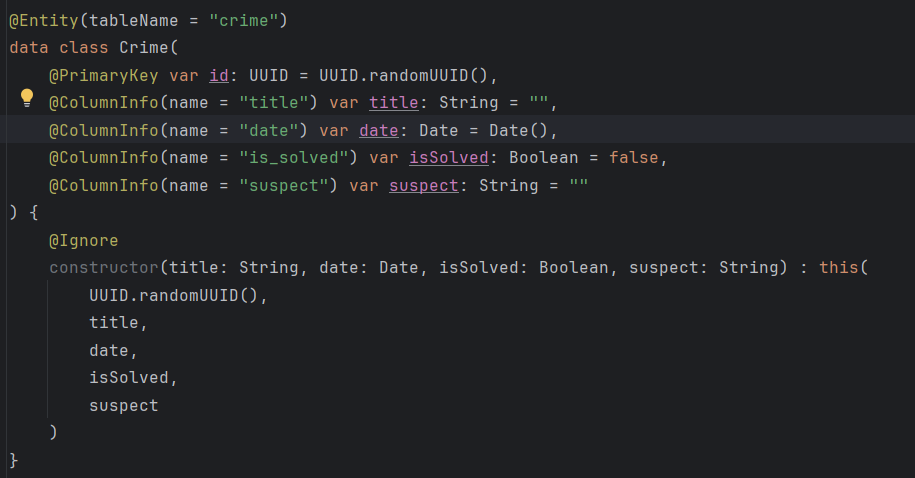 @Entity(tableName = "crime")
data class Crime(
    @PrimaryKey var id: UUID = UUID.randomUUID(),
    @ColumnInfo(name = "title") var title: String = "",
    @ColumnInfo(name = "date") var date: Date = Date(),
    @ColumnInfo(name = "is_solved") var isSolved: Boolean = false,
    @ColumnInfo(name = "suspect") var suspect: String = ""
) {
    @Ignore
    constructor(title: String, date: Date, isSolved: Boolean, suspect: String) : this(
        UUID.randomUUID(),
        title,
        date,
        isSolved,
        suspect
    )
}